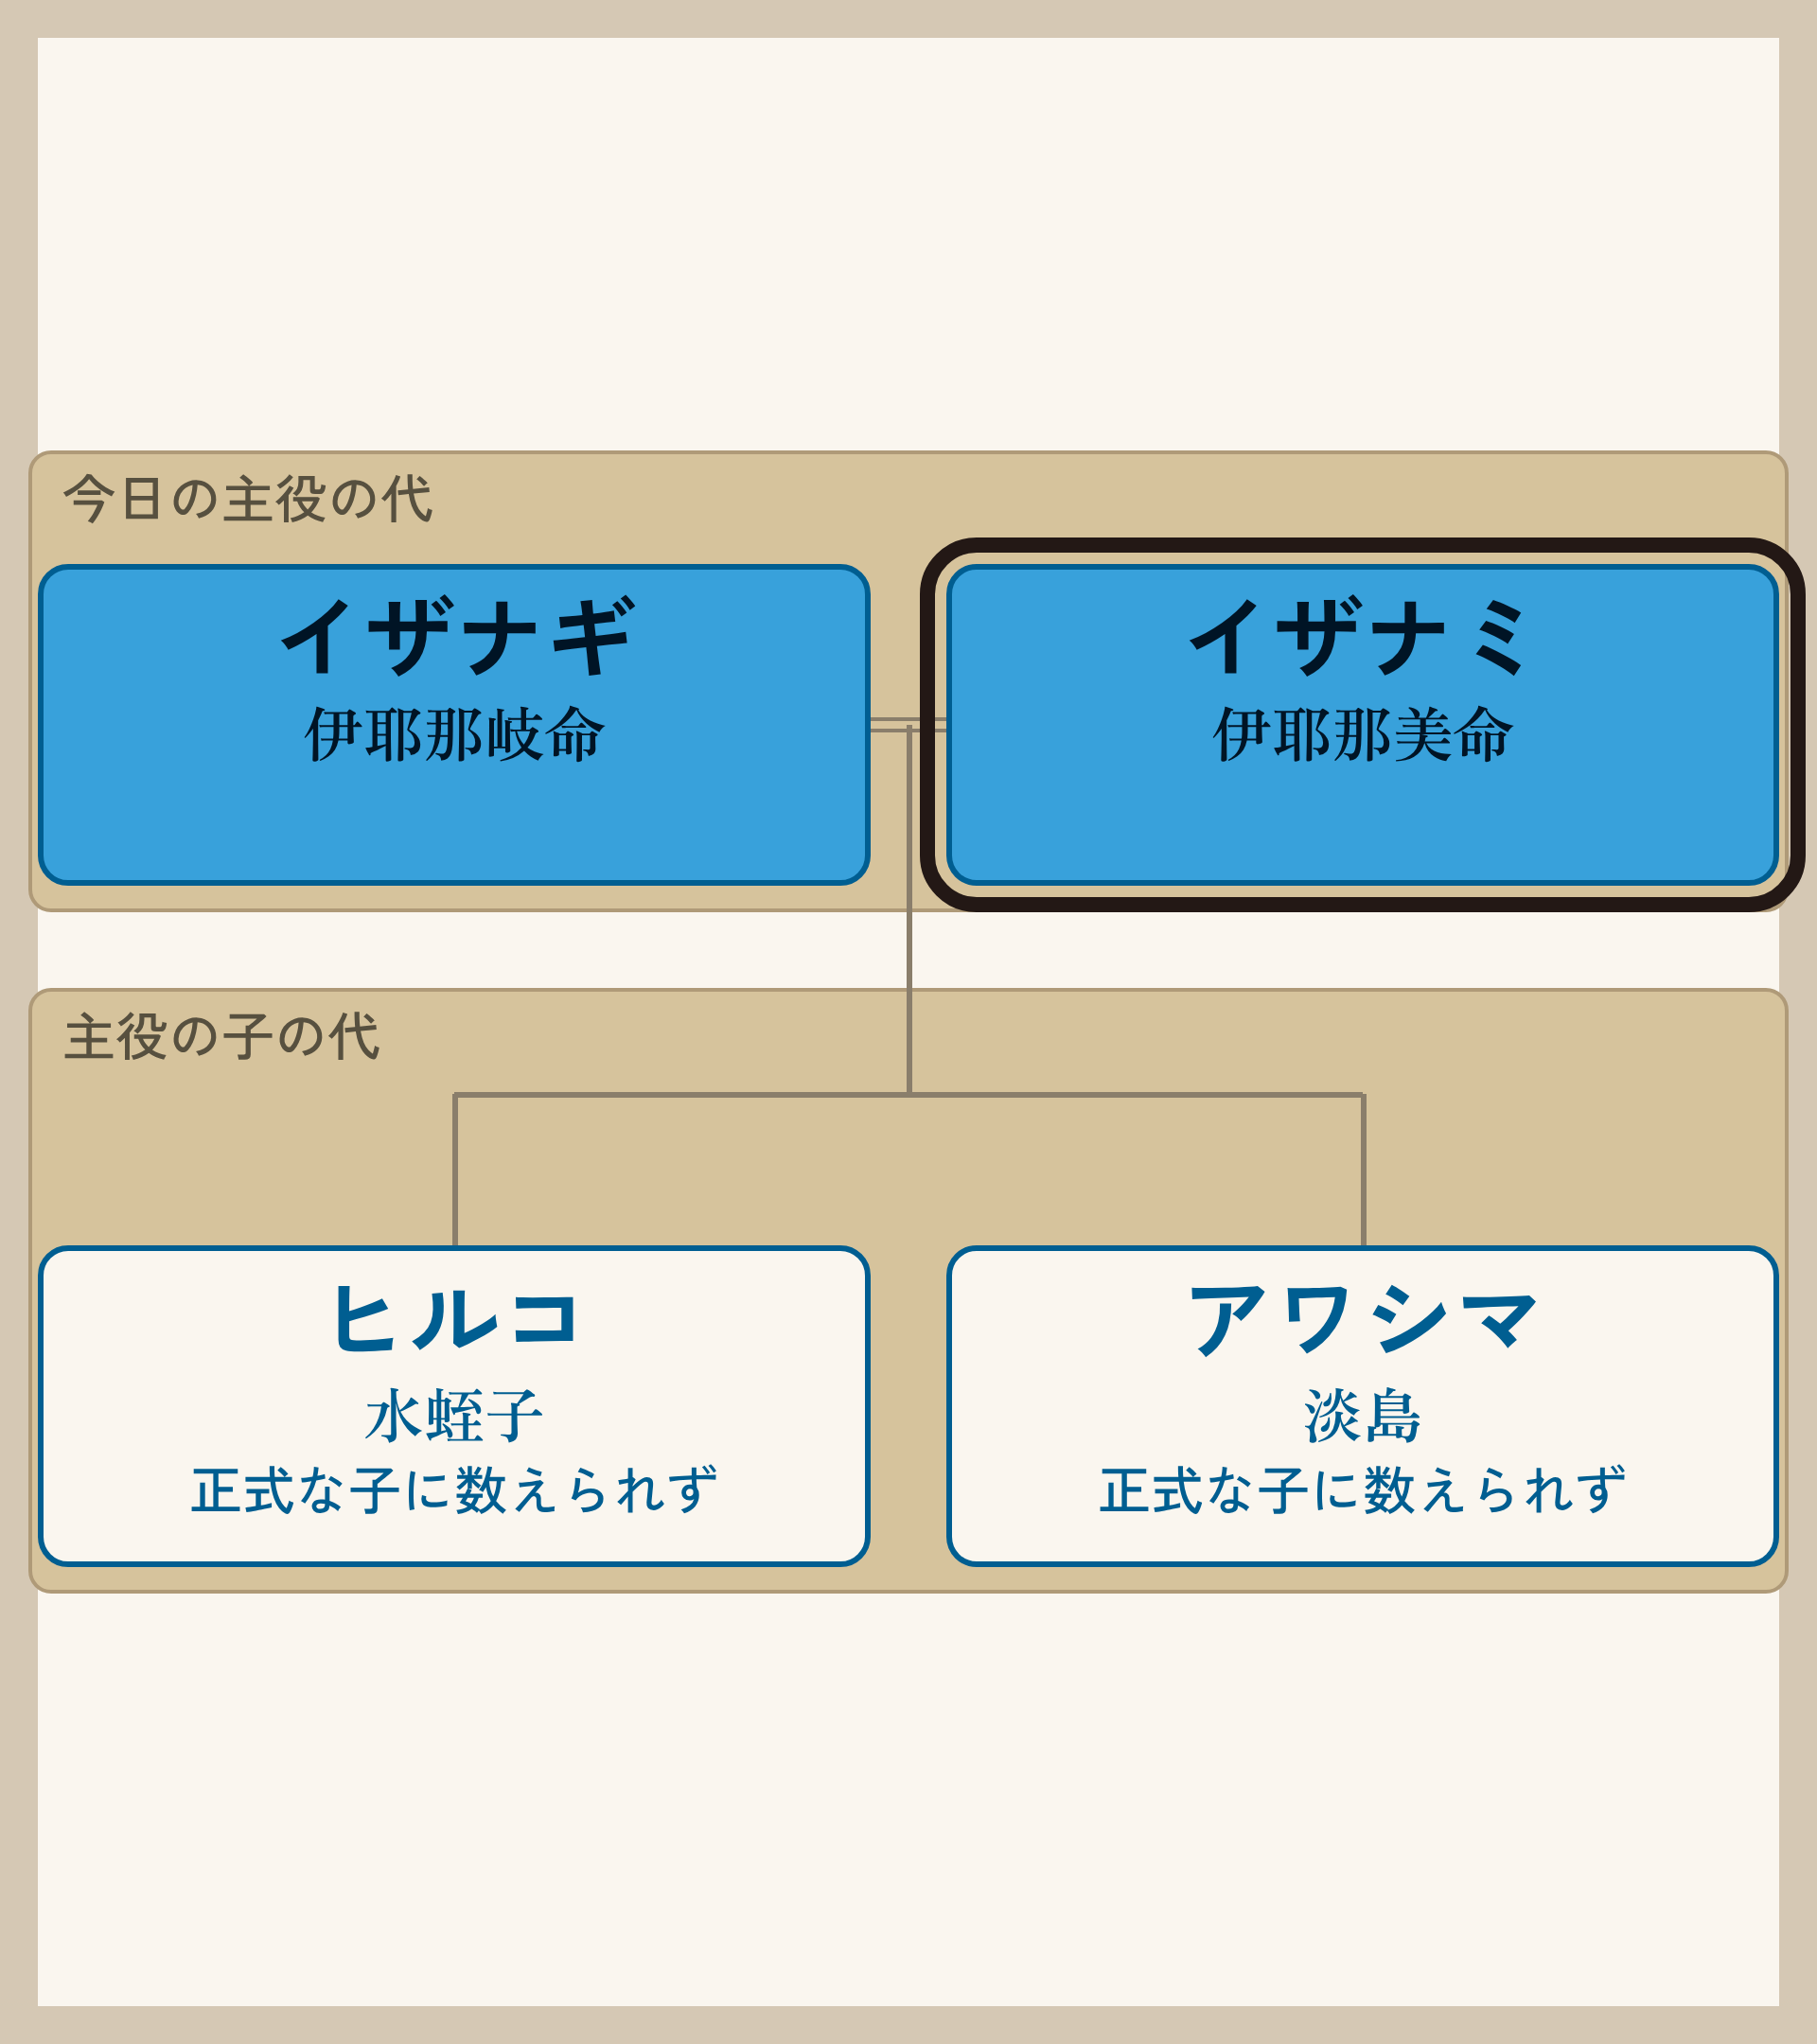 今日の主役の代
イザナギ
伊耶那岐命
イザナミ
伊耶那美命
主役の子の代
ヒルコ
水蛭子
正式な子に数えられず
アワシマ
淡島
正式な子に数えられず